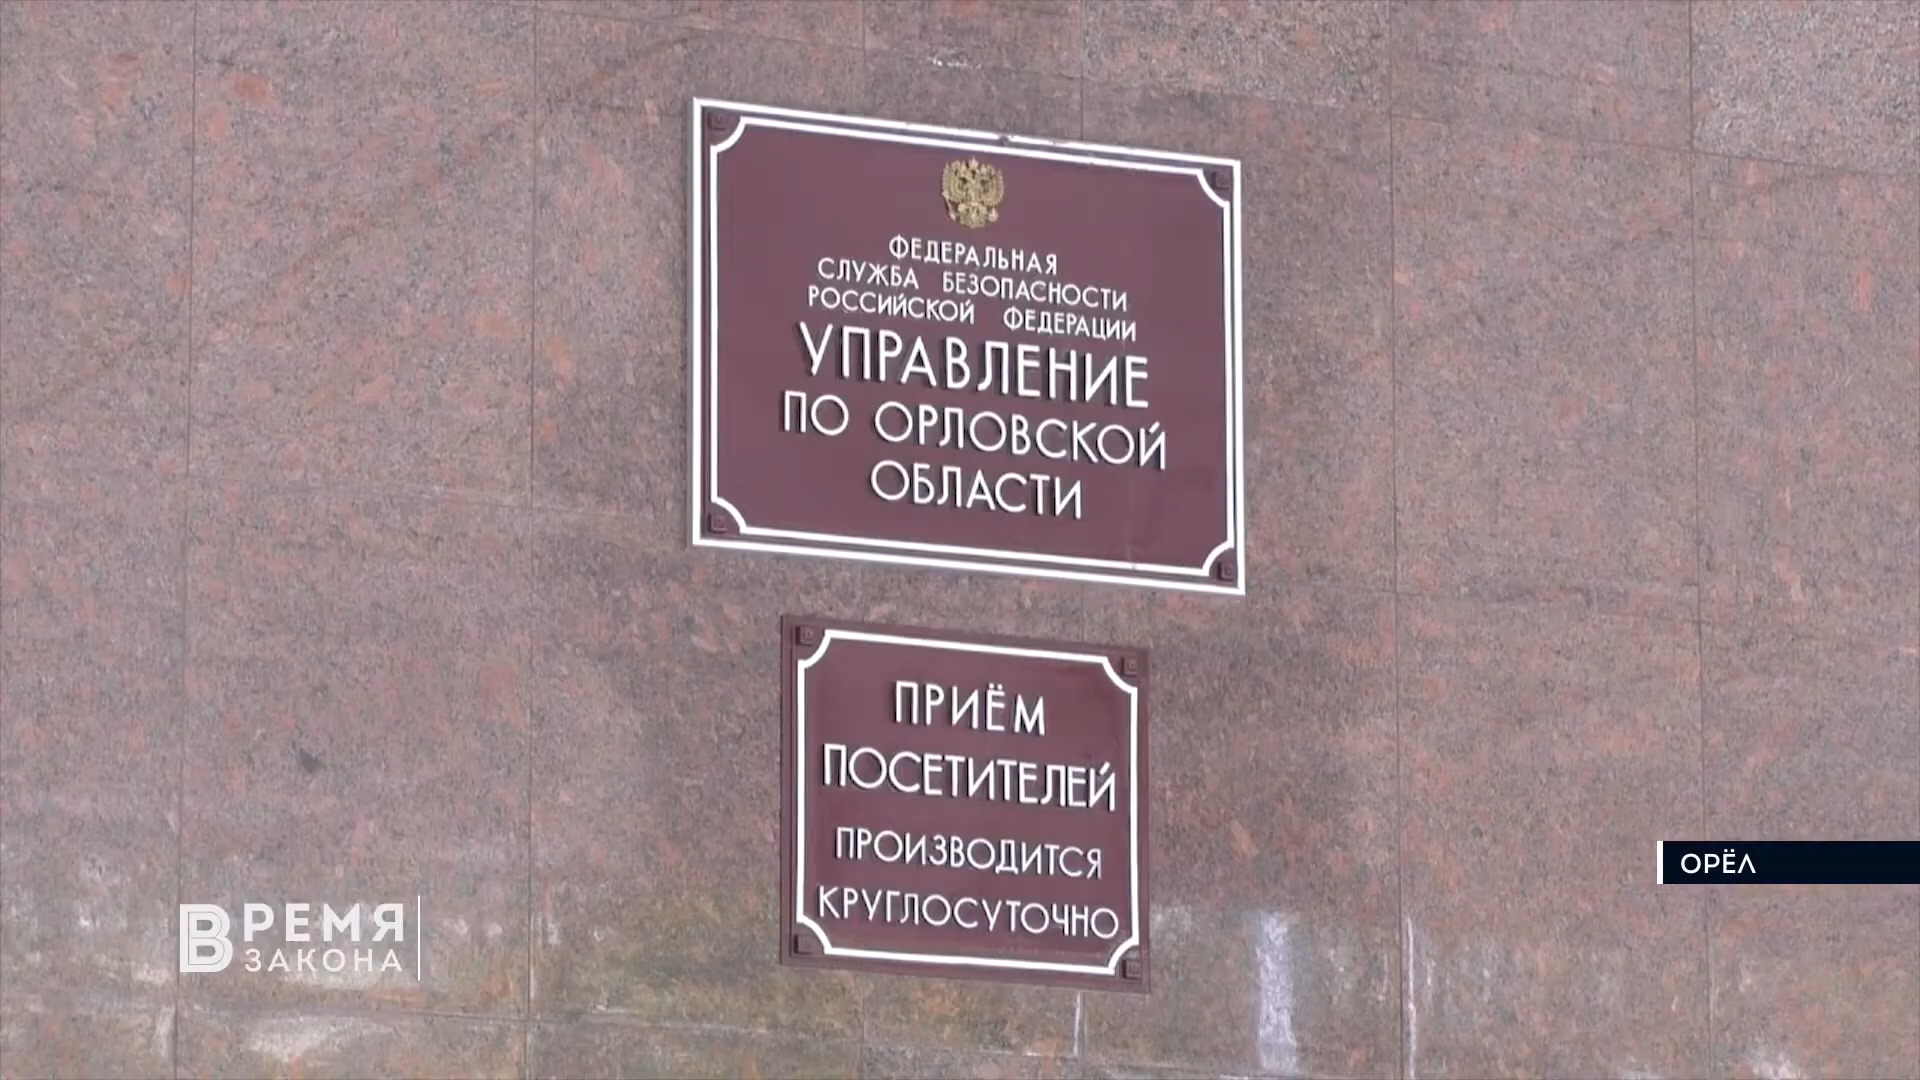 ФЕДЕРАЛЬНАЯ
СЛУЖБА БЕЗОПАСНОСТИ
РОССИЙСКОЙ ФЕДЕРАЦИИ
УПРАВЛЕНИЕ
ПО ОРЛОВСКОЙ
ОБЛАСТИ
ПРИЁМ
ПОСЕТИТЕЛЕЙ
ПРОИЗВОДИТСЯ
КРУГЛОСУТОЧНО
ОРЁЛ
ВРЕМЯ
ЗАКОНА